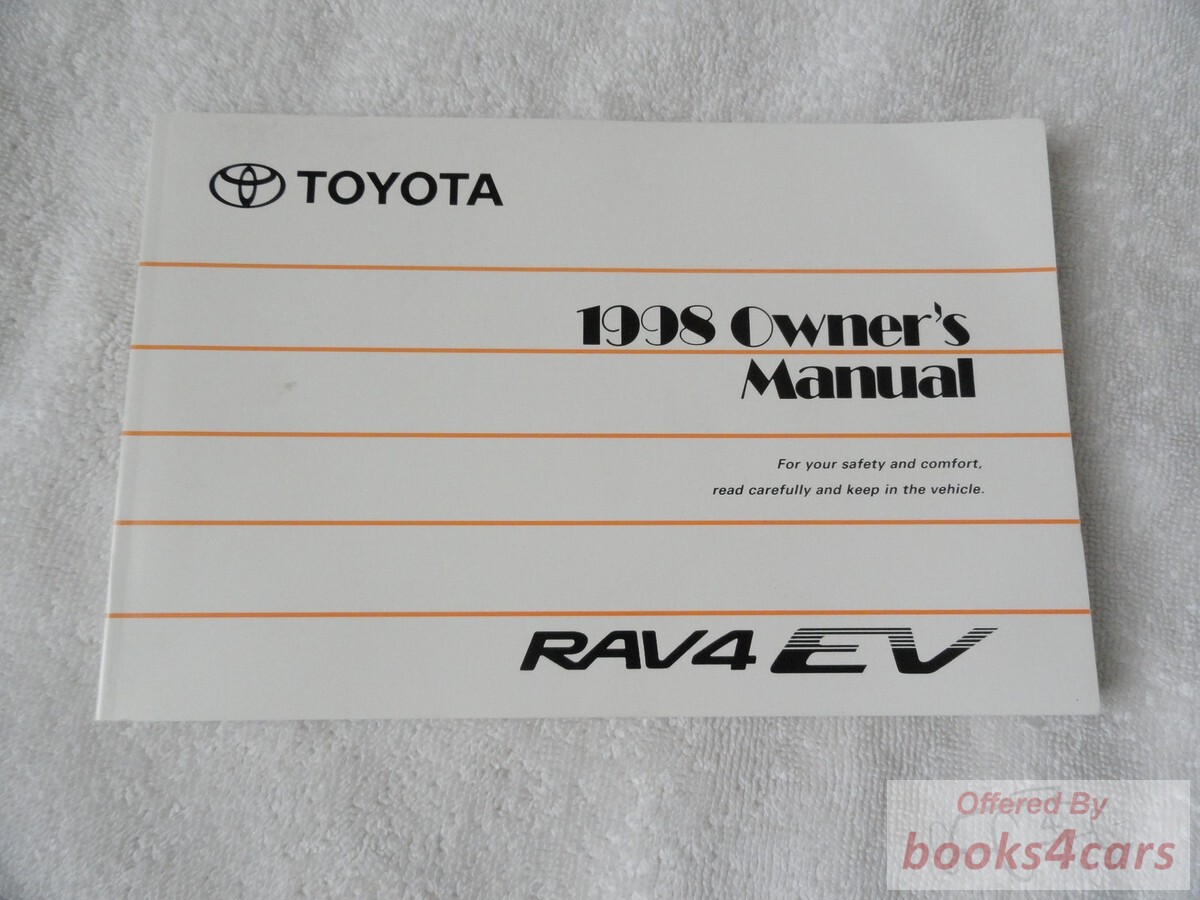 TOYOTA
1998 Owner's
Manual
For your safety and comfort,
read carefully and keep in the vehicle.
RAV4 EV
Offered By
books4cars